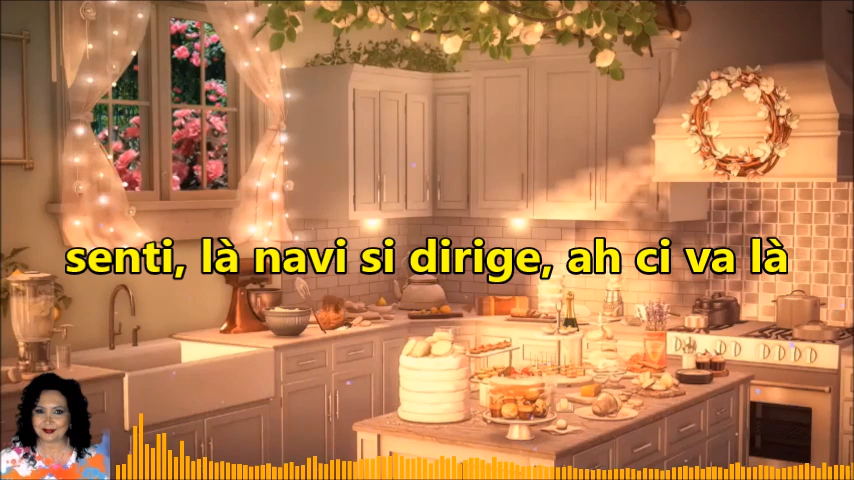 senti, là navi si dirige, ah ci va là